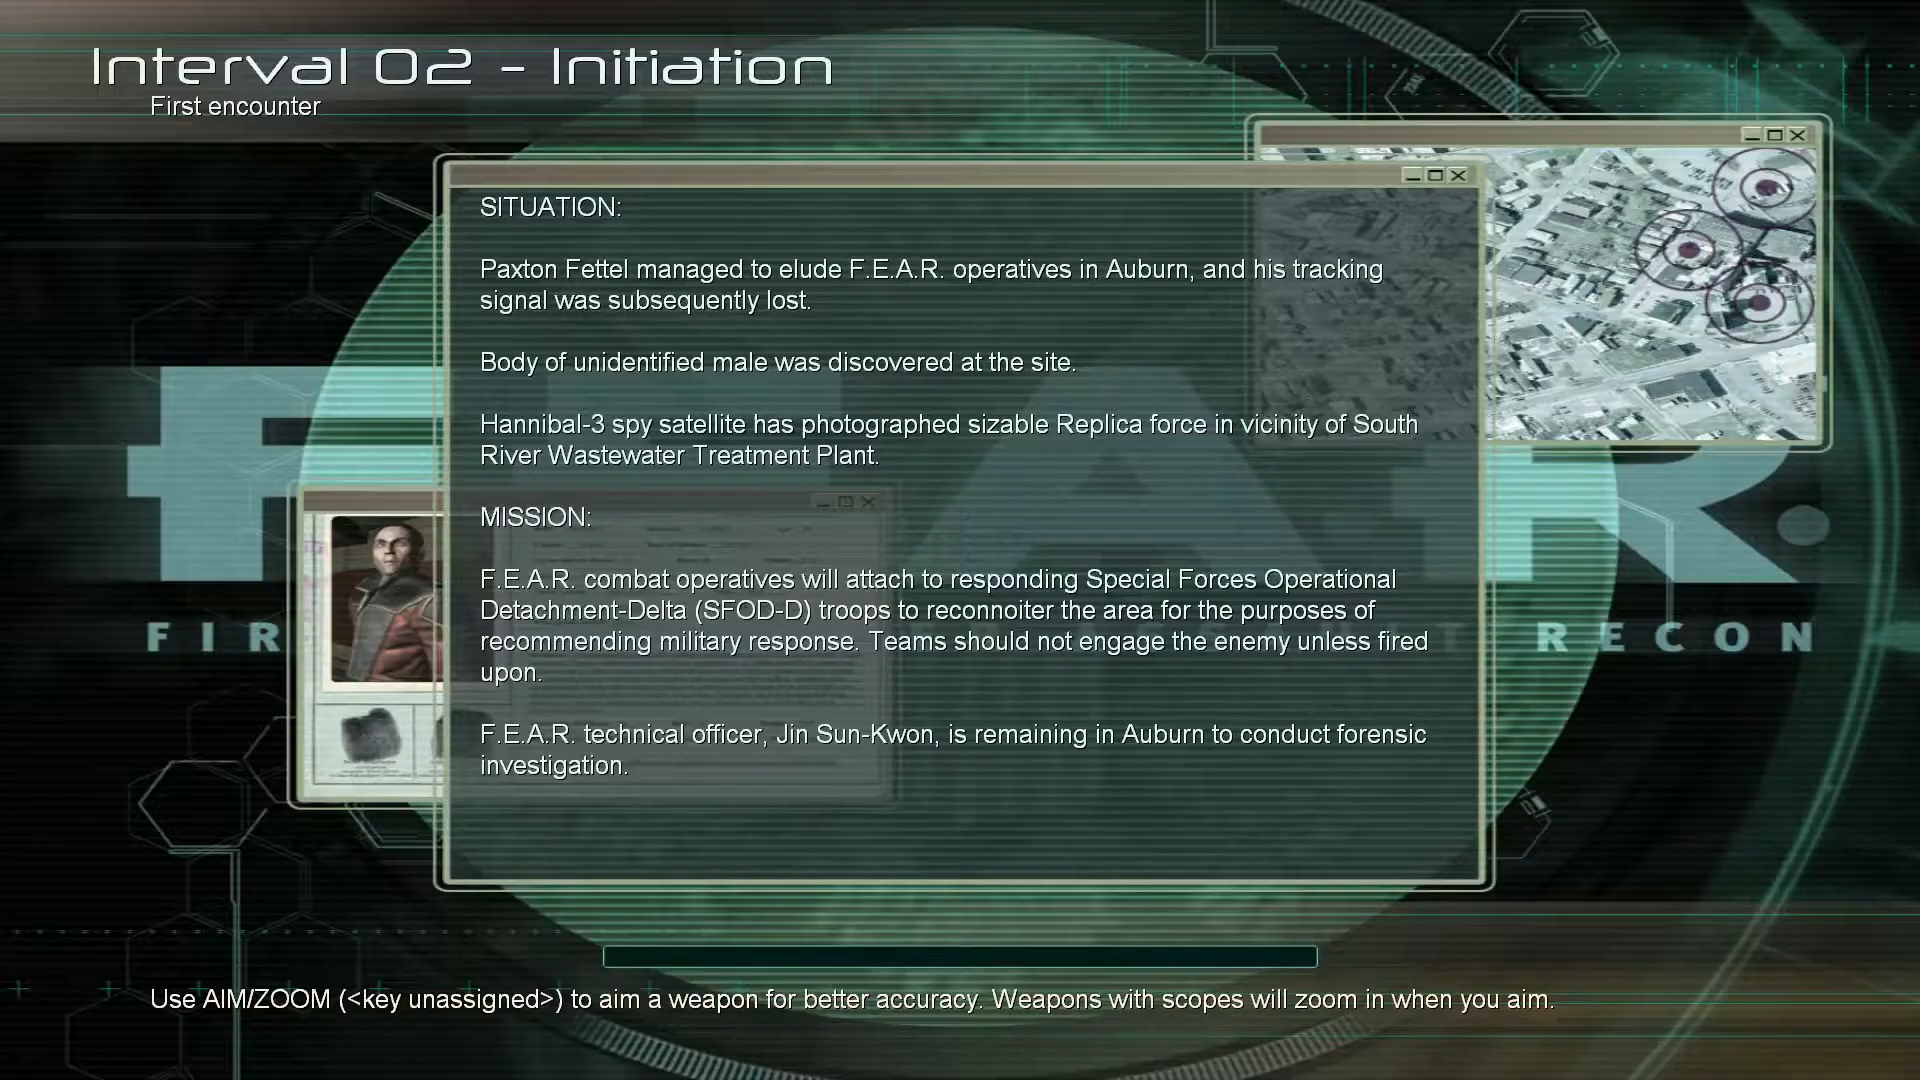 Interval 02 - Initiation
First encounter
SITUATION:
Paxton Fettel managed to elude F.E.A.R. operatives in Auburn, and his tracking
signal was subsequently lost.
Body of unidentified male was discovered at the site.
Hannibal-3 spy satellite has photographed sizable Replica force in vicinity of South
River Wastewater Treatment Plant.
MISSION:
F.E.A.R. combat operatives will attach to responding Special Forces Operational
Detachment-Delta (SFOD-D) troops to reconnoiter the area for the purposes of
recommending military response. Teams should not engage the enemy unless fired
upon.
F.E.A.R. technical officer, Jin Sun-Kwon, is remaining in Auburn to conduct forensic
investigation.
F.E.A.R.
RECON
Use AIM/ZOOM (<key unassigned>) to aim a weapon for better accuracy. Weapons with scopes will zoom in when you aim.